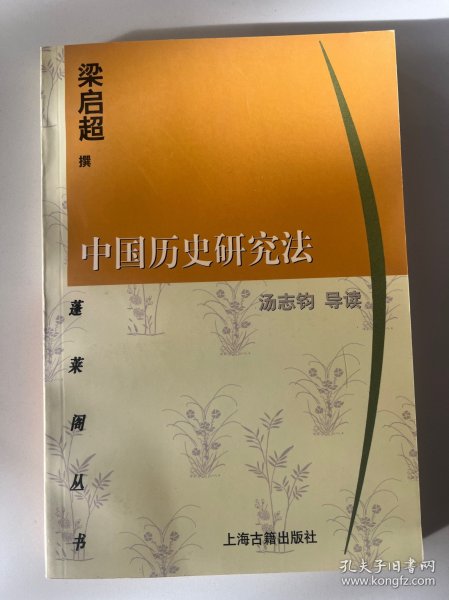 梁启超
撰
中国历史研究法
汤志钧 导读
蓬莱阁丛书
上海古籍出版社
孔夫子旧书网
www.kongfz.com